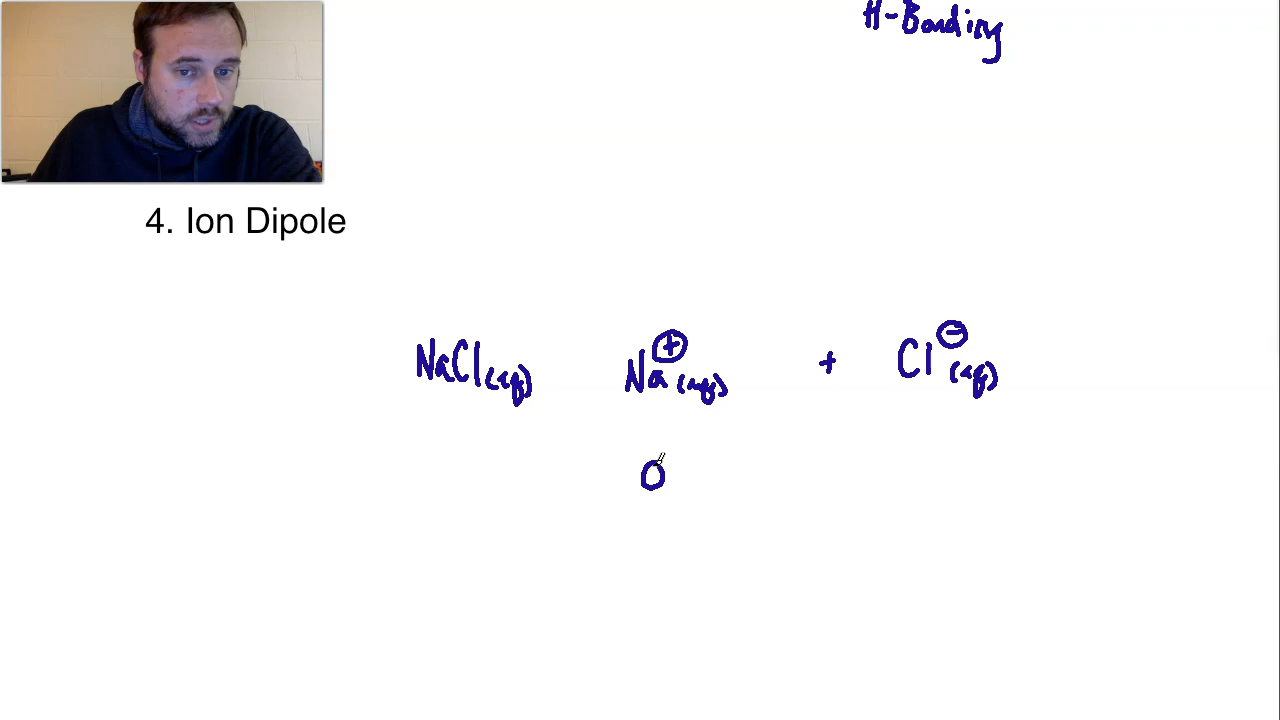 H-Bonding
4. Ion Dipole
NaCl(aq) Na⊕(aq) + Cl⊖(aq)
O